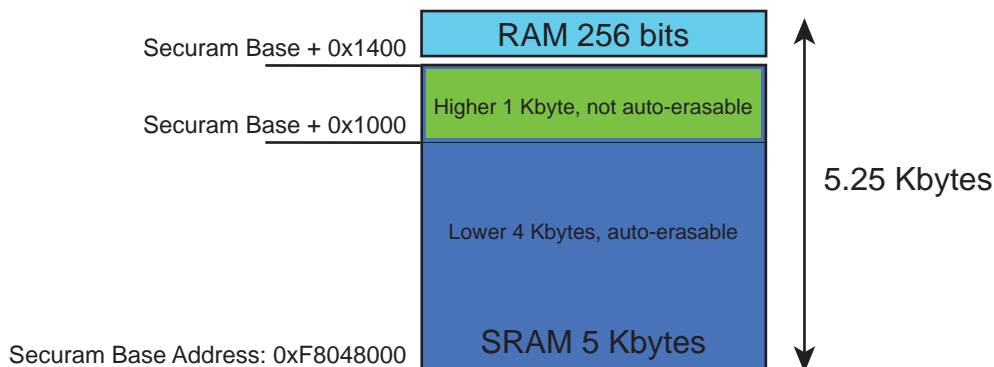 RAM 256 bits
Securam Base + 0x1400
Higher 1 Kbyte, not auto-erasable
Securam Base + 0x1000
5.25 Kbytes
Lower 4 Kbytes, auto-erasable
SRAM 5 Kbytes
Securam Base Address: 0xF8048000